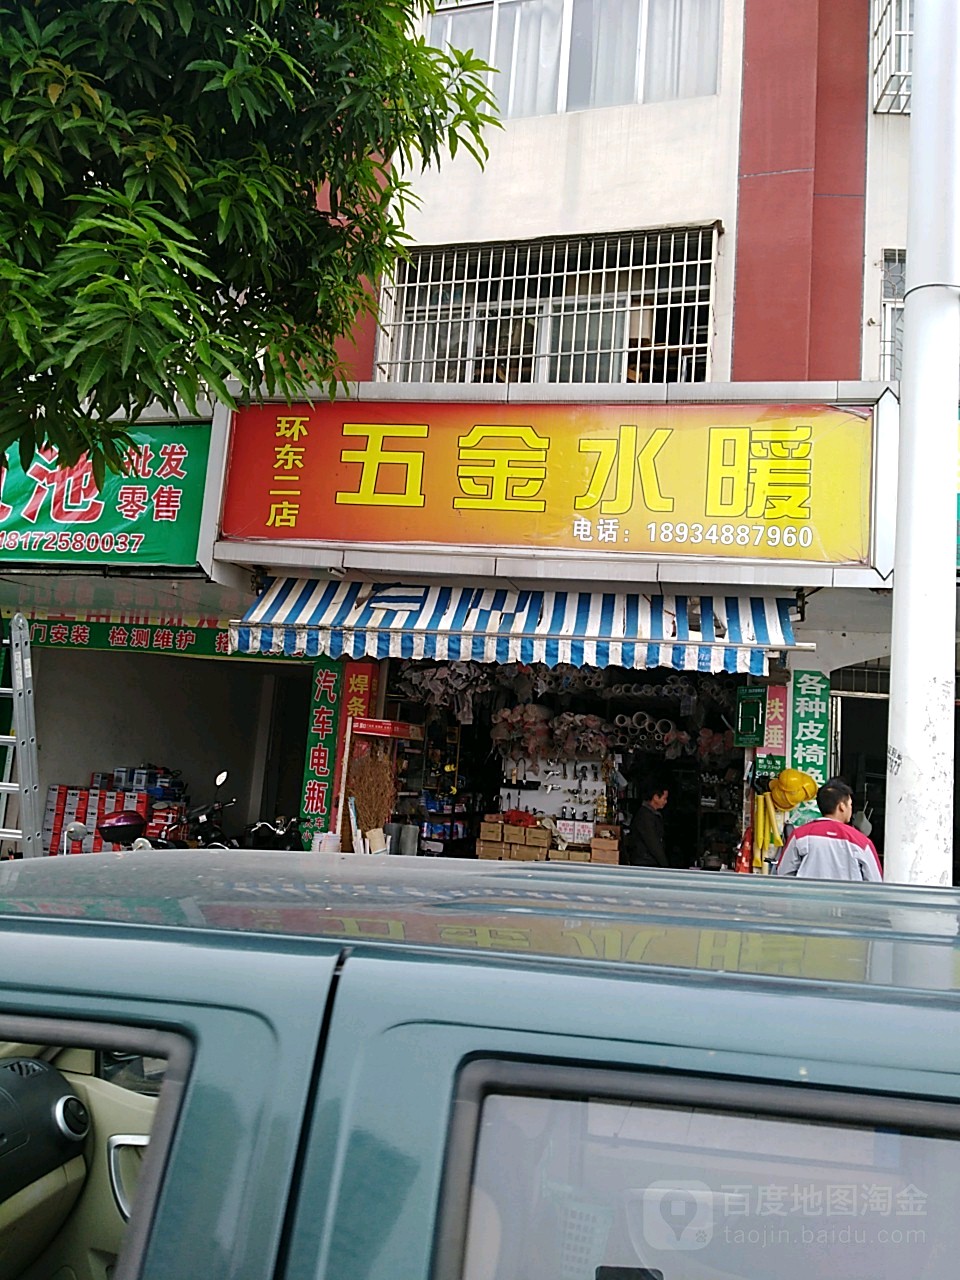 环东二店
五金水暖
电话：18934887960
池
批发
零售
18172580037
门安装 检测维护
汽车电瓶
焊条
铁锤
各种皮椅
百度地图淘金
taojin.baidu.com